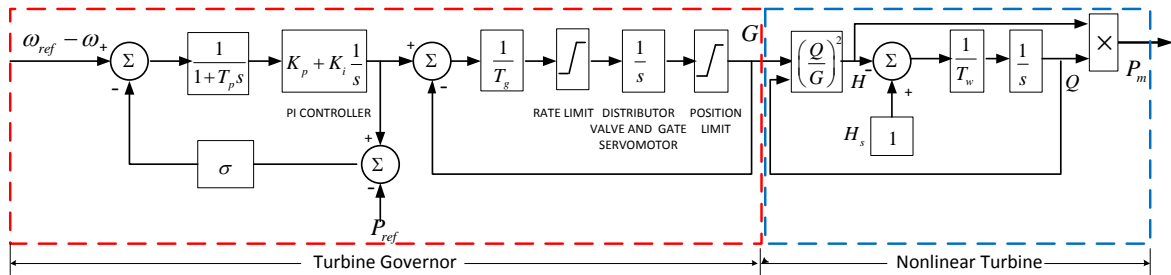 ω_ref − ω
+
Σ
-
1 / (1+T_p s)
K_p + K_i 1/s
PI CONTROLLER
σ
+
Σ
-
P_ref
+
Σ
-
1 / T_g
RATE LIMIT
1 / s
DISTRIBUTOR
VALVE AND GATE
SERVOMOTOR
POSITION
LIMIT
G
(Q / G)^2
H
-
Σ
+
H_s
1
1 / T_w
1 / s
Q
×
P_m
Turbine Governor
Nonlinear Turbine